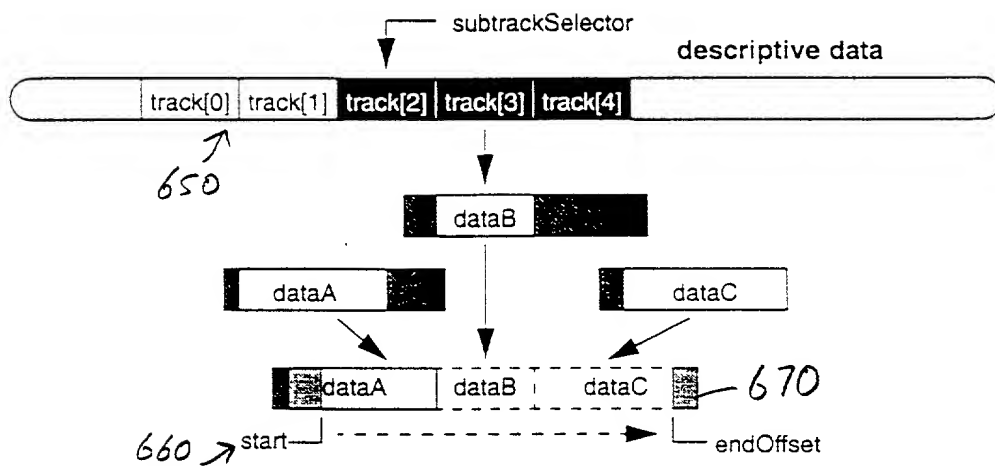 subtrackSelector
descriptive data
track[0] track[1] track[2] track[3] track[4]
650
dataB
dataA
dataC
dataA dataB dataC
670
660 start
endOffset